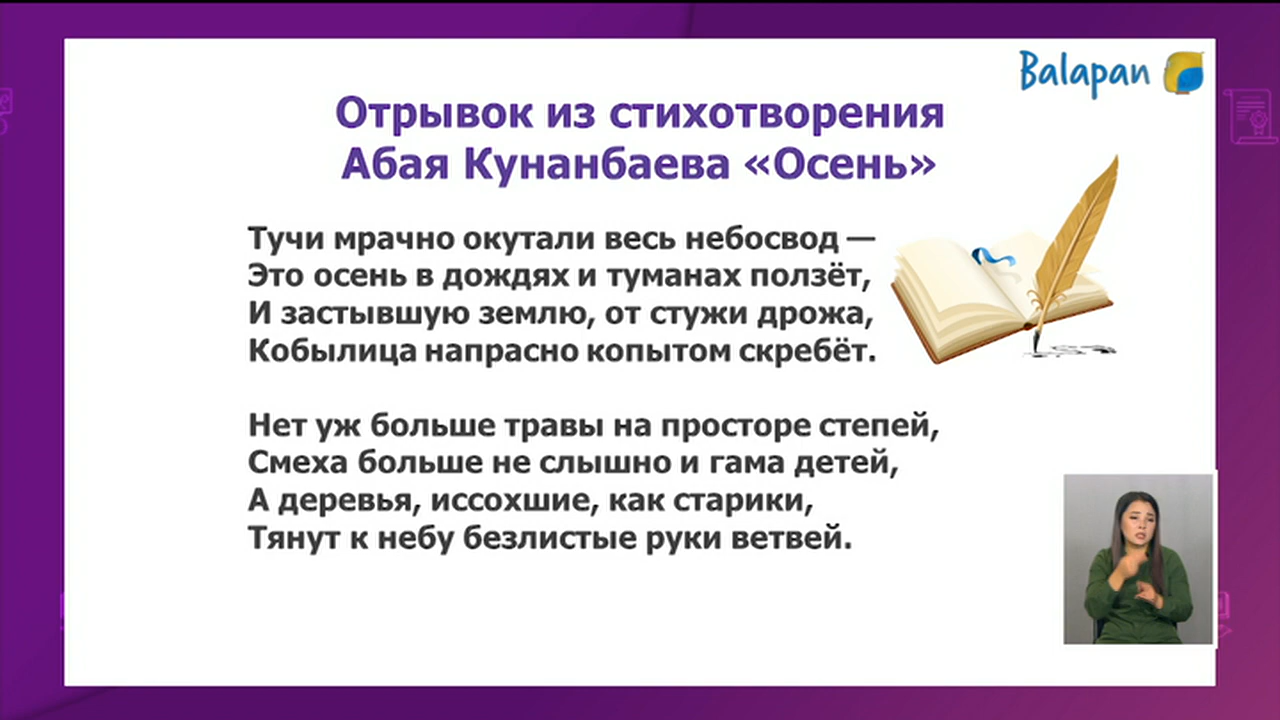 Balapan
Отрывок из стихотворения
Абая Кунанбаева «Осень»
Тучи мрачно окутали весь небосвод —
Это осень в дождях и туманах ползёт,
И застывшую землю, от стужи дрожа,
Кобылица напрасно копытом скребёт.
Нет уж больше травы на просторе степей,
Смеха больше не слышно и гама детей,
А деревья, иссохшие, как старики,
Тянут к небу безлистые руки ветвей.